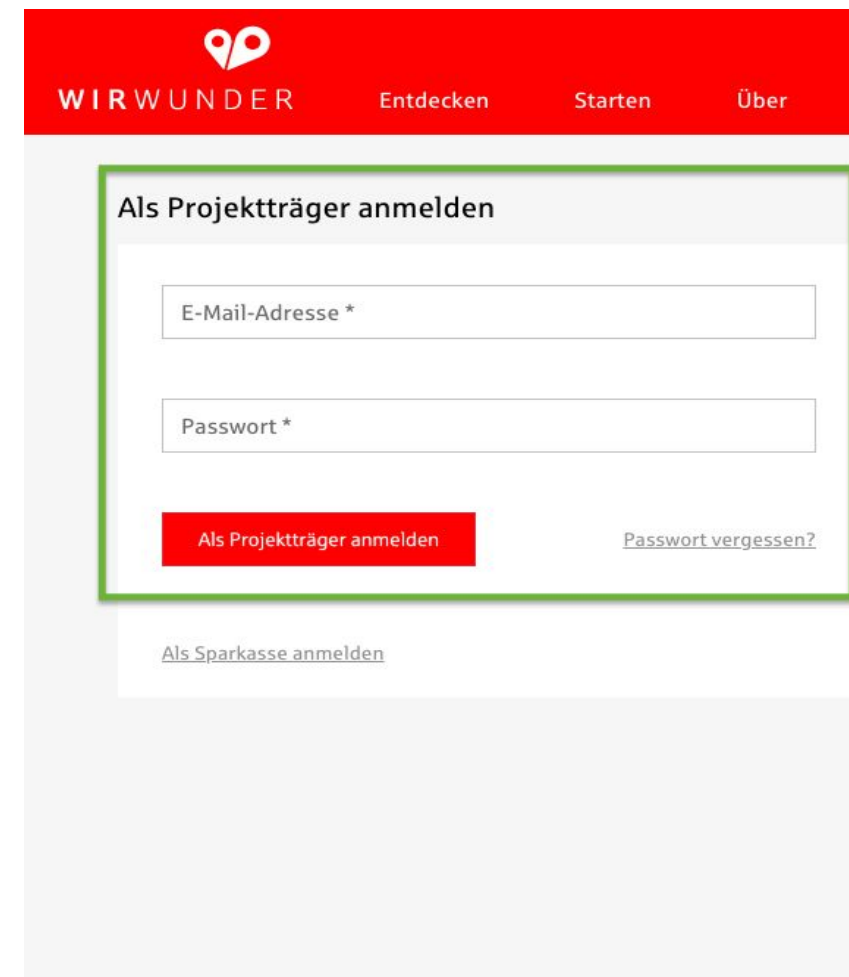 WIRWUNDER Entdecken Starten Über
Als Projektträger anmelden
E-Mail-Adresse *
Passwort *
Als Projektträger anmelden Passwort vergessen?
Als Sparkasse anmelden